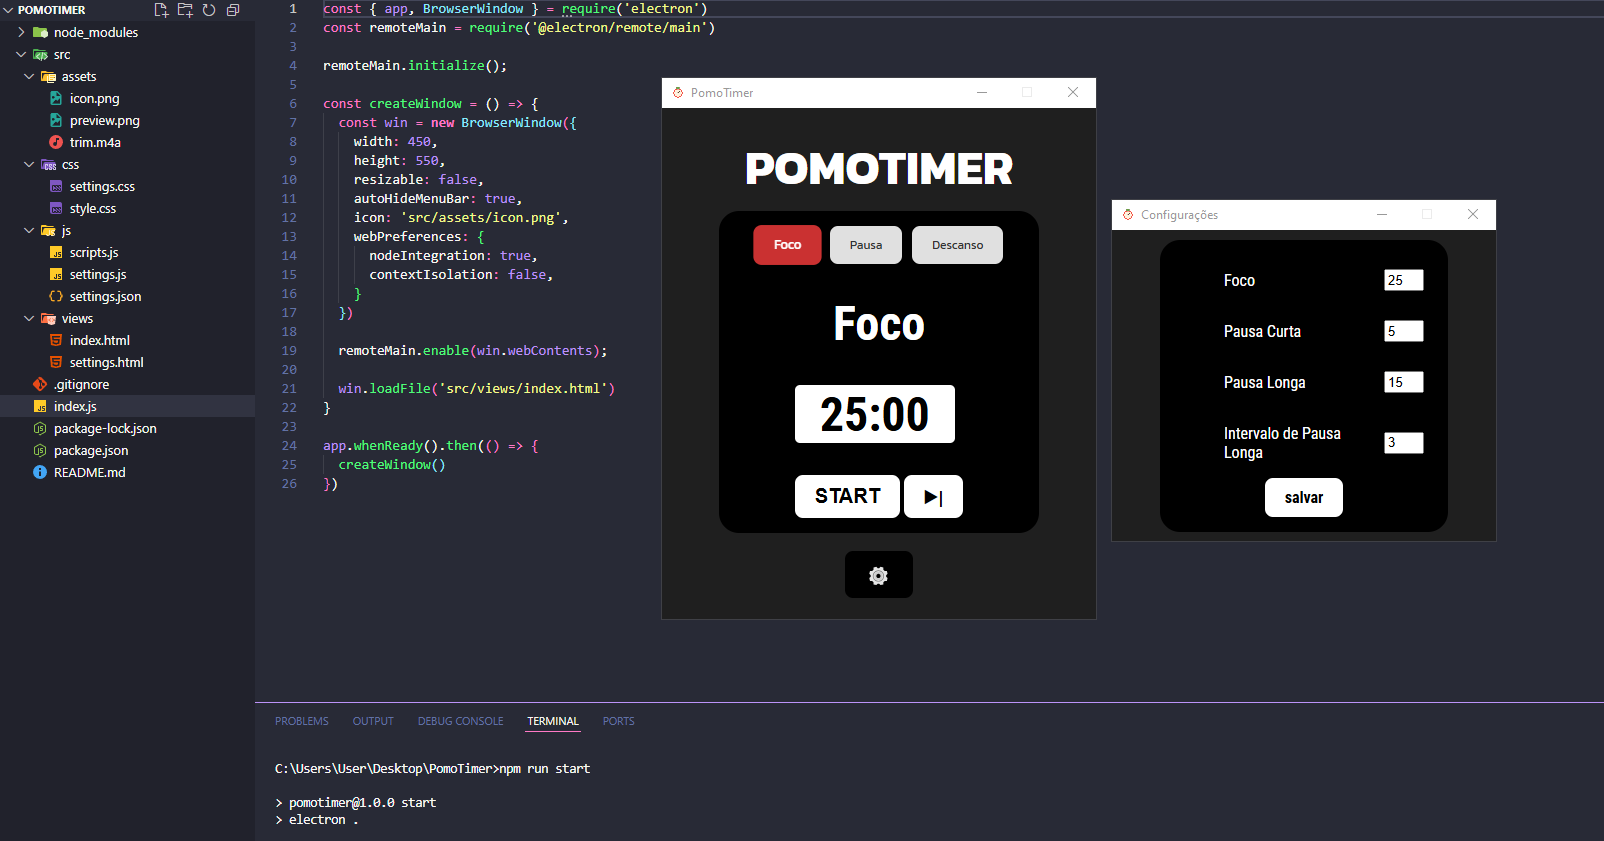 POMOTIMER
node_modules
src
assets
icon.png
preview.png
trim.m4a
css
settings.css
style.css
js
scripts.js
settings.js
settings.json
views
index.html
settings.html
.gitignore
index.js
package-lock.json
package.json
README.md
1 const { app, BrowserWindow } = require('electron')
2 const remoteMain = require('@electron/remote/main')
3
4 remoteMain.initialize();
5
6 const createWindow = () => {
7 const win = new BrowserWindow({
8 width: 450,
9 height: 550,
10 resizable: false,
11 autoHideMenuBar: true,
12 icon: 'src/assets/icon.png',
13 webPreferences: {
14 nodeIntegration: true,
15 contextIsolation: false,
16 }
17 })
18
19 remoteMain.enable(win.webContents);
20
21 win.loadFile('src/views/index.html')
22 }
23
24 app.whenReady().then(() => {
25 createWindow()
26 })
PomoTimer
POMOTIMER
Foco Pausa Descanso
Foco
25:00
START ▶|
Configurações
Foco 25
Pausa Curta 5
Pausa Longa 15
Intervalo de Pausa
Longa 3
salvar
PROBLEMS OUTPUT DEBUG CONSOLE TERMINAL PORTS
C:\Users\User\Desktop\PomoTimer>npm run start
> pomotimer@1.0.0 start
> electron .